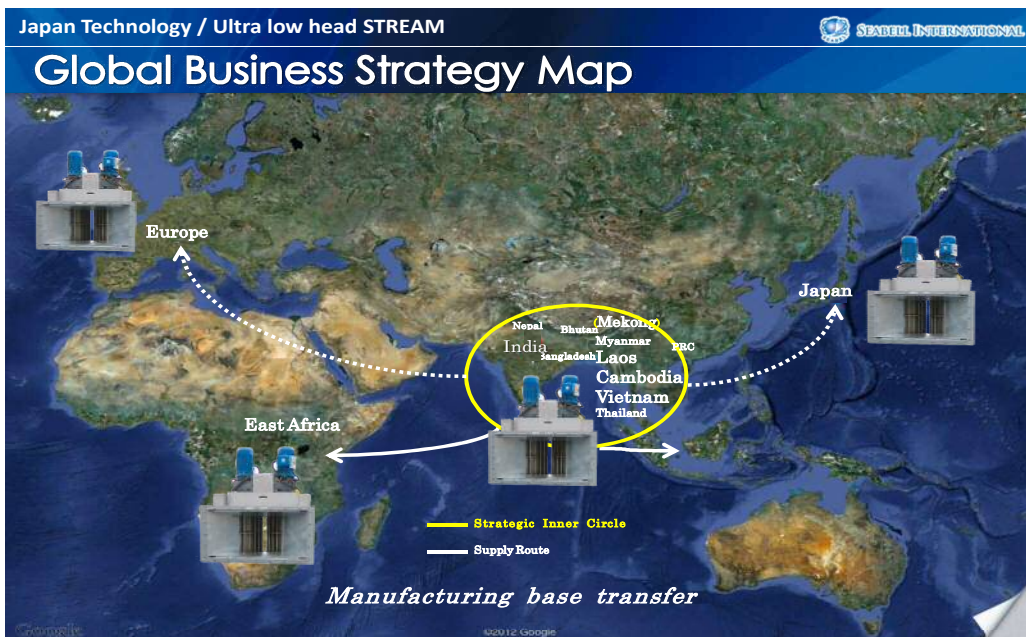 Japan Technology / Ultra low head STREAM
SEABELL INTERNATIONAL
Global Business Strategy Map
Europe
Japan
Nepal
Bhutan
(Mekong)
India
Myanmar
PRC
Bangladesh
Laos
Cambodia
Vietnam
Thailand
East Africa
Strategic Inner Circle
Supply Route
Manufacturing base transfer
Google
©2012 Google